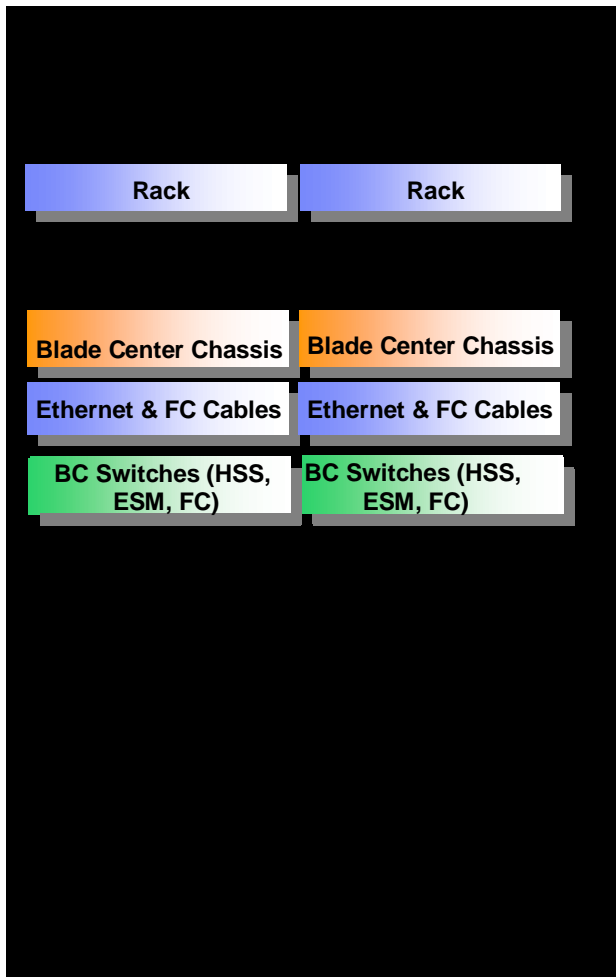 Rack Rack
Blade Center Chassis Blade Center Chassis
Ethernet & FC Cables Ethernet & FC Cables
BC Switches (HSS, BC Switches (HSS,
ESM, FC) ESM, FC)